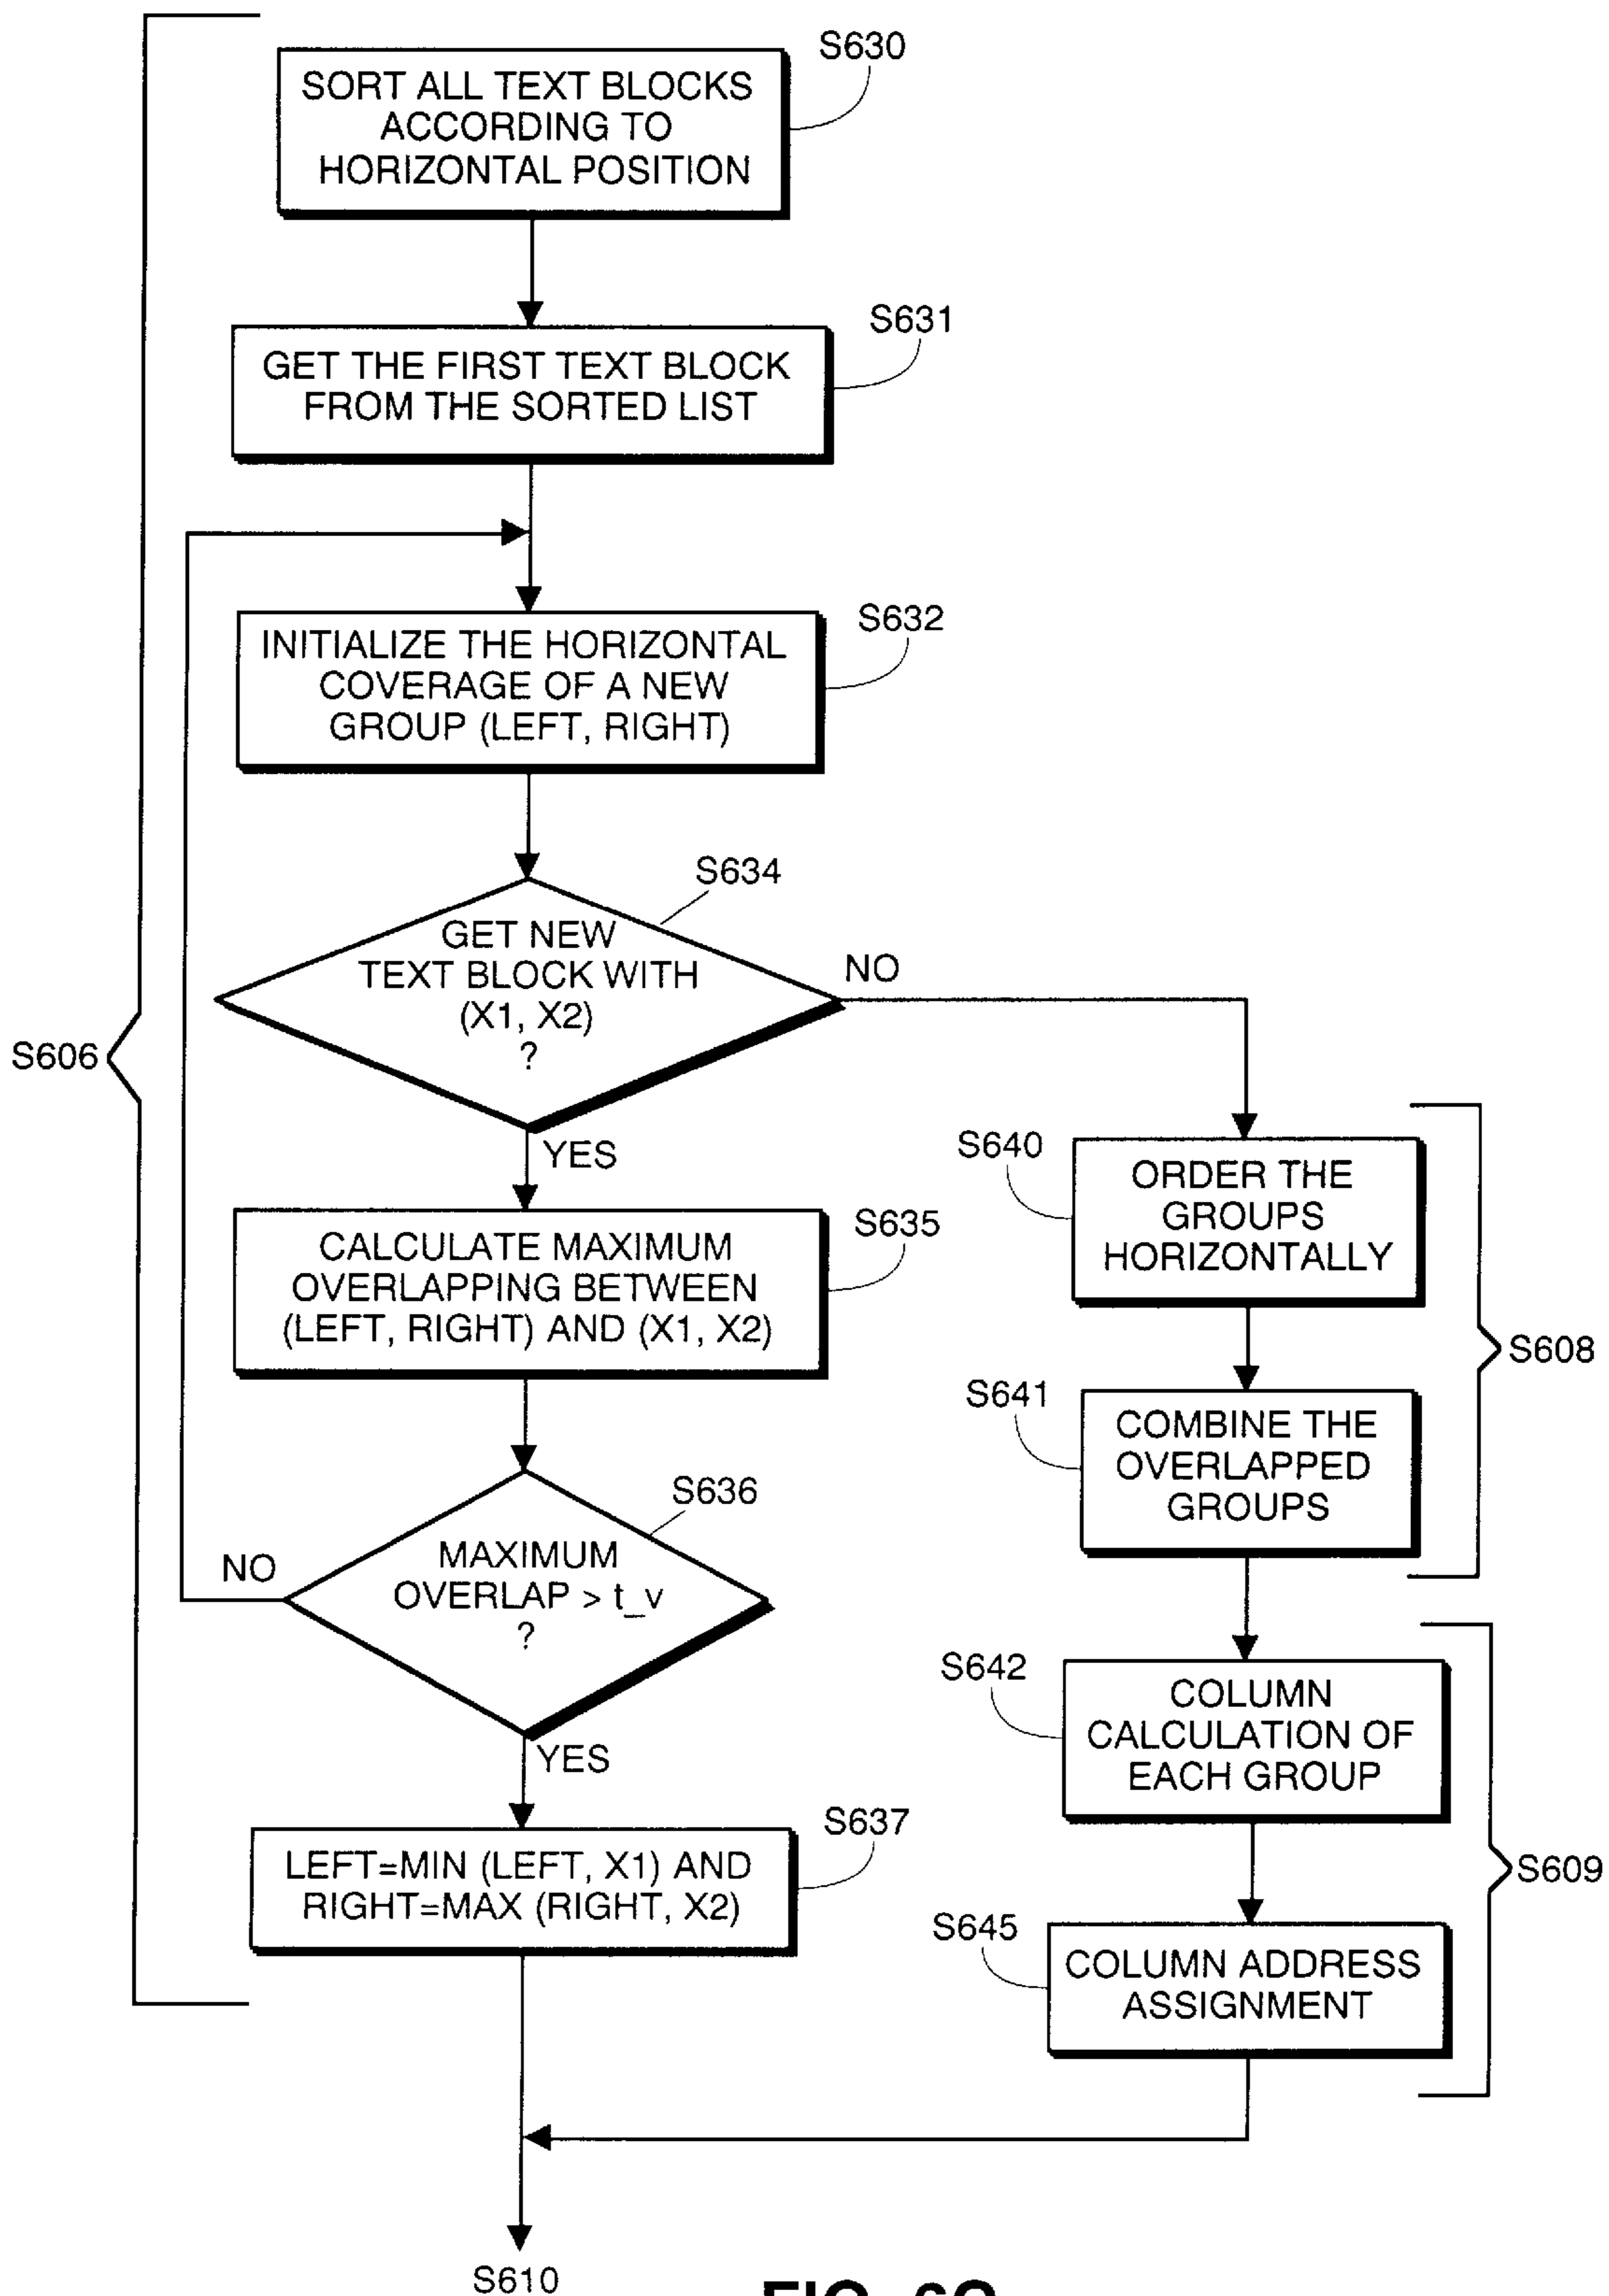 S630
SORT ALL TEXT BLOCKS
ACCORDING TO
HORIZONTAL POSITION
S631
GET THE FIRST TEXT BLOCK
FROM THE SORTED LIST
S632
INITIALIZE THE HORIZONTAL
COVERAGE OF A NEW
GROUP (LEFT, RIGHT)
S634
GET NEW
TEXT BLOCK WITH
(X1, X2)
?
NO
YES
S606
S635
CALCULATE MAXIMUM
OVERLAPPING BETWEEN
(LEFT, RIGHT) AND (X1, X2)
S636
MAXIMUM
OVERLAP > t_v
?
NO
YES
S637
LEFT=MIN (LEFT, X1) AND
RIGHT=MAX (RIGHT, X2)
S640
ORDER THE
GROUPS
HORIZONTALLY
S641
COMBINE THE
OVERLAPPED
GROUPS
S608
S642
COLUMN
CALCULATION OF
EACH GROUP
S645
COLUMN ADDRESS
ASSIGNMENT
S609
S610